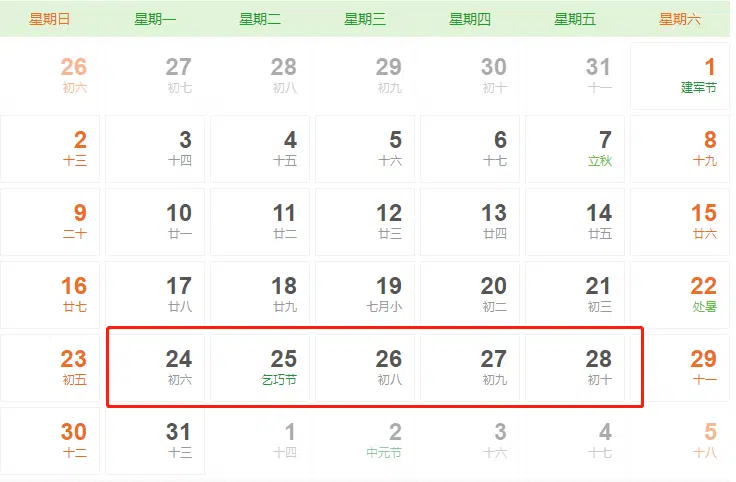 星期日 星期一 星期二 星期三 星期四 星期五 星期六
26 27 28 29 30 31 1
初六 初七 初八 初九 初十 十一 建军节
2 3 4 5 6 7 8
十三 十四 十五 十六 十七 立秋 十九
9 10 11 12 13 14 15
二十 廿一 廿二 廿三 廿四 廿五 廿六
16 17 18 19 20 21 22
廿七 廿八 廿九 七月小 初二 初三 处暑
23 24 25 26 27 28 29
初五 初六 乞巧节 初八 初九 初十 十一
30 31 1 2 3 4 5
十二 十三 十四 中元节 十六 十七 十八